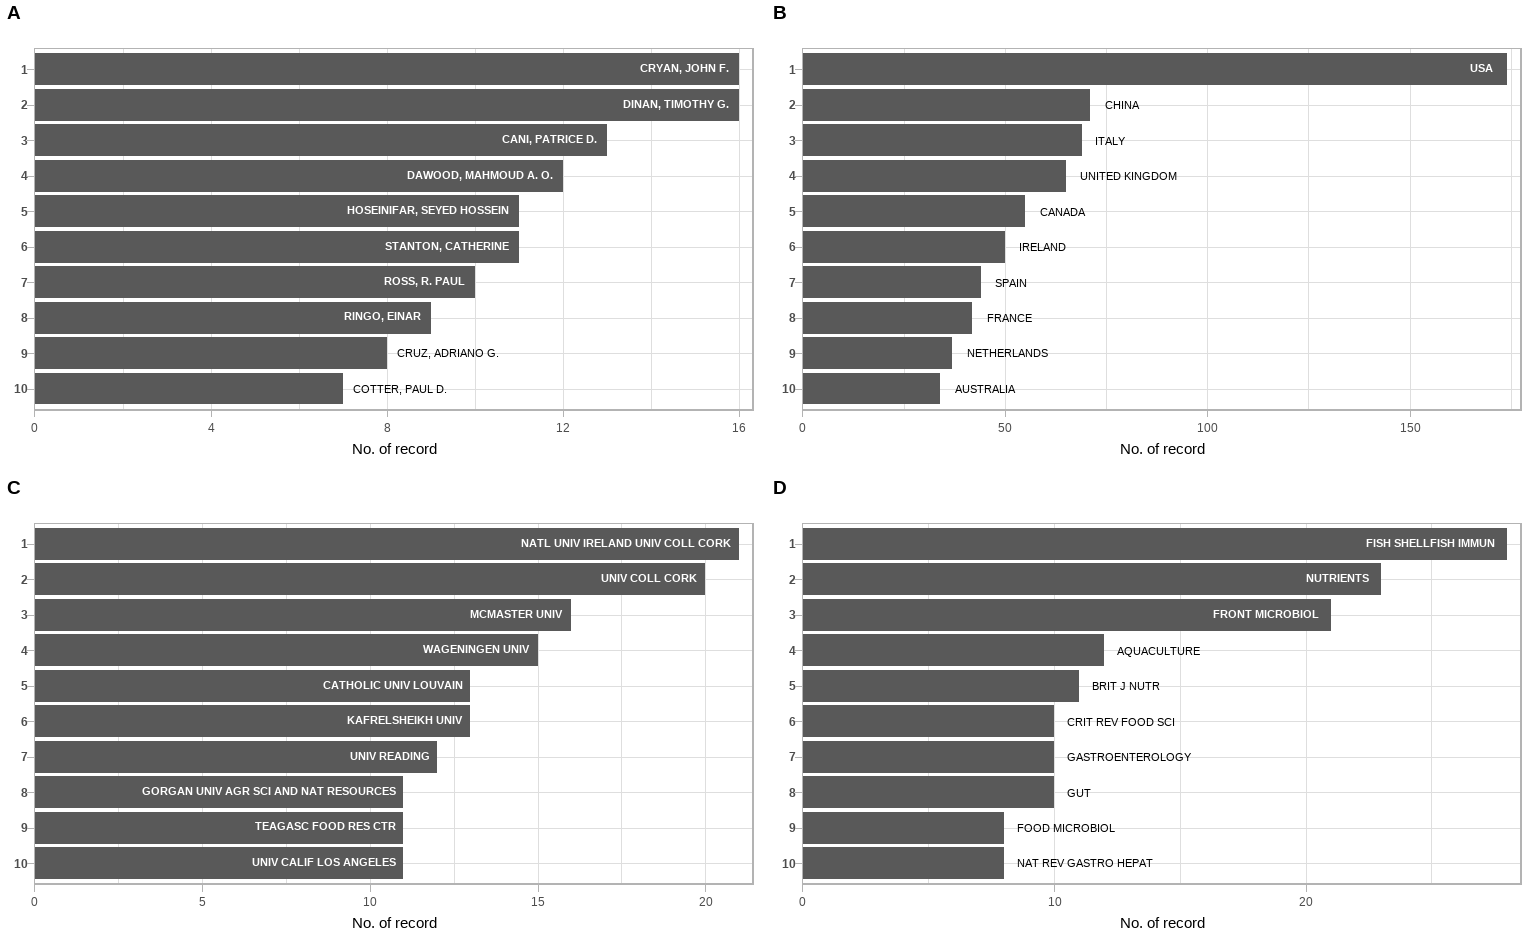 A
1 CRYAN, JOHN F.
2 DINAN, TIMOTHY G.
3 CANI, PATRICE D.
4 DAWOOD, MAHMOUD A. O.
5 HOSEINIFAR, SEYED HOSSEIN
6 STANTON, CATHERINE
7 ROSS, R. PAUL
8 RINGO, EINAR
9 CRUZ, ADRIANO G.
10 COTTER, PAUL D.
0 4 8 12 16
No. of record
B
1 USA
2 CHINA
3 ITALY
4 UNITED KINGDOM
5 CANADA
6 IRELAND
7 SPAIN
8 FRANCE
9 NETHERLANDS
10 AUSTRALIA
0 50 100 150
No. of record
C
1 NATL UNIV IRELAND UNIV COLL CORK
2 UNIV COLL CORK
3 MCMASTER UNIV
4 WAGENINGEN UNIV
5 CATHOLIC UNIV LOUVAIN
6 KAFRELSHEIKH UNIV
7 UNIV READING
8 GORGAN UNIV AGR SCI AND NAT RESOURCES
9 TEAGASC FOOD RES CTR
10 UNIV CALIF LOS ANGELES
0 5 10 15 20
No. of record
D
1 FISH SHELLFISH IMMUN
2 NUTRIENTS
3 FRONT MICROBIOL
4 AQUACULTURE
5 BRIT J NUTR
6 CRIT REV FOOD SCI
7 GASTROENTEROLOGY
8 GUT
9 FOOD MICROBIOL
10 NAT REV GASTRO HEPAT
0 10 20
No. of record